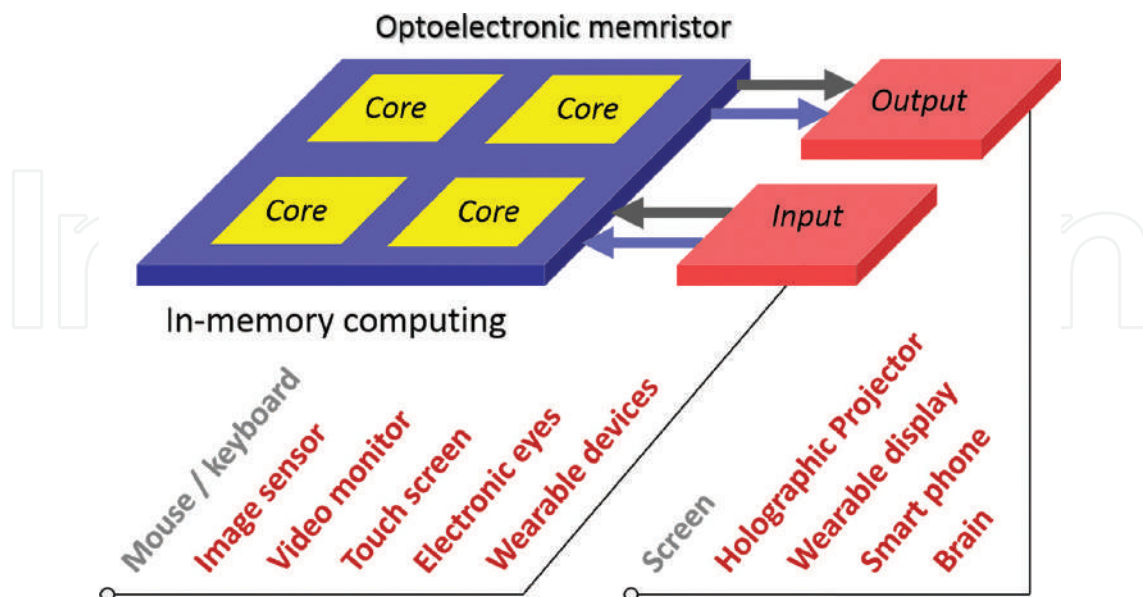 Optoelectronic memristor
Core
Core
Output
Core
Core
Input
In-memory computing
Mouse / keyboard
Image sensor
Video monitor
Touch screen
Electronic eyes
Wearable devices
Screen
Holographic Projector
Wearable display
Smart phone
Brain